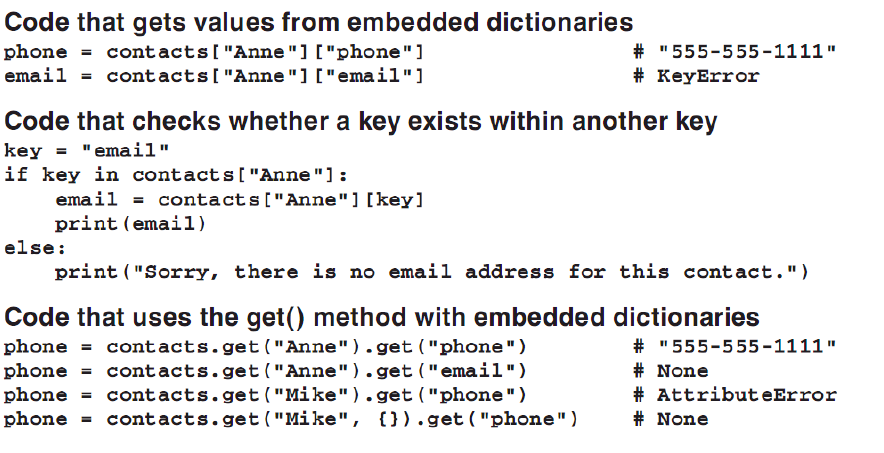 Code that gets values from embedded dictionaries
phone = contacts["Anne"]["phone"] # "555-555-1111"
email = contacts["Anne"]["email"] # KeyError
Code that checks whether a key exists within another key
key = "email"
if key in contacts["Anne"]:
    email = contacts["Anne"][key]
    print(email)
else:
    print("Sorry, there is no email address for this contact.")
Code that uses the get() method with embedded dictionaries
phone = contacts.get("Anne").get("phone") # "555-555-1111"
phone = contacts.get("Anne").get("email") # None
phone = contacts.get("Mike").get("phone") # AttributeError
phone = contacts.get("Mike", {}).get("phone") # None